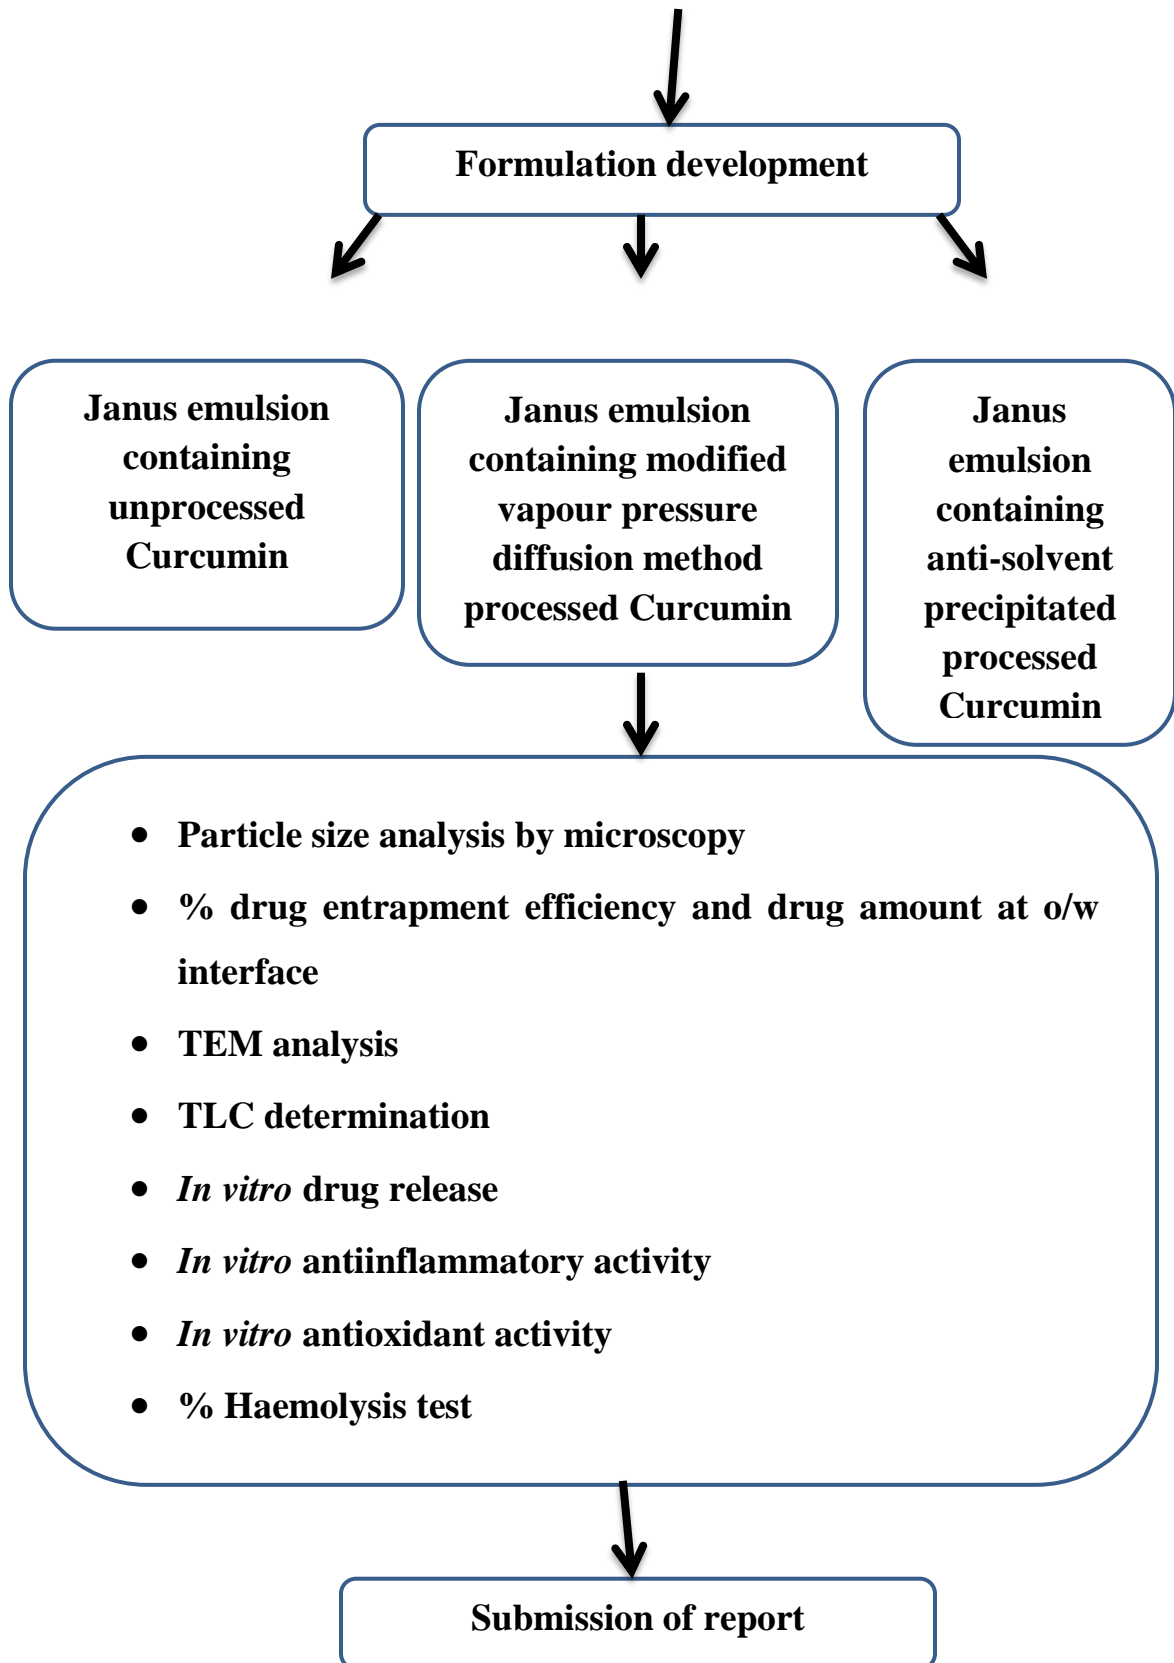 Formulation development
Janus emulsion
containing
unprocessed
Curcumin
Janus emulsion
containing modified
vapour pressure
diffusion method
processed Curcumin
Janus
emulsion
containing
anti-solvent
precipitated
processed
Curcumin
• Particle size analysis by microscopy
• % drug entrapment efficiency and drug amount at o/w
interface
• TEM analysis
• TLC determination
• In vitro drug release
• In vitro antiinflammatory activity
• In vitro antioxidant activity
• % Haemolysis test
Submission of report